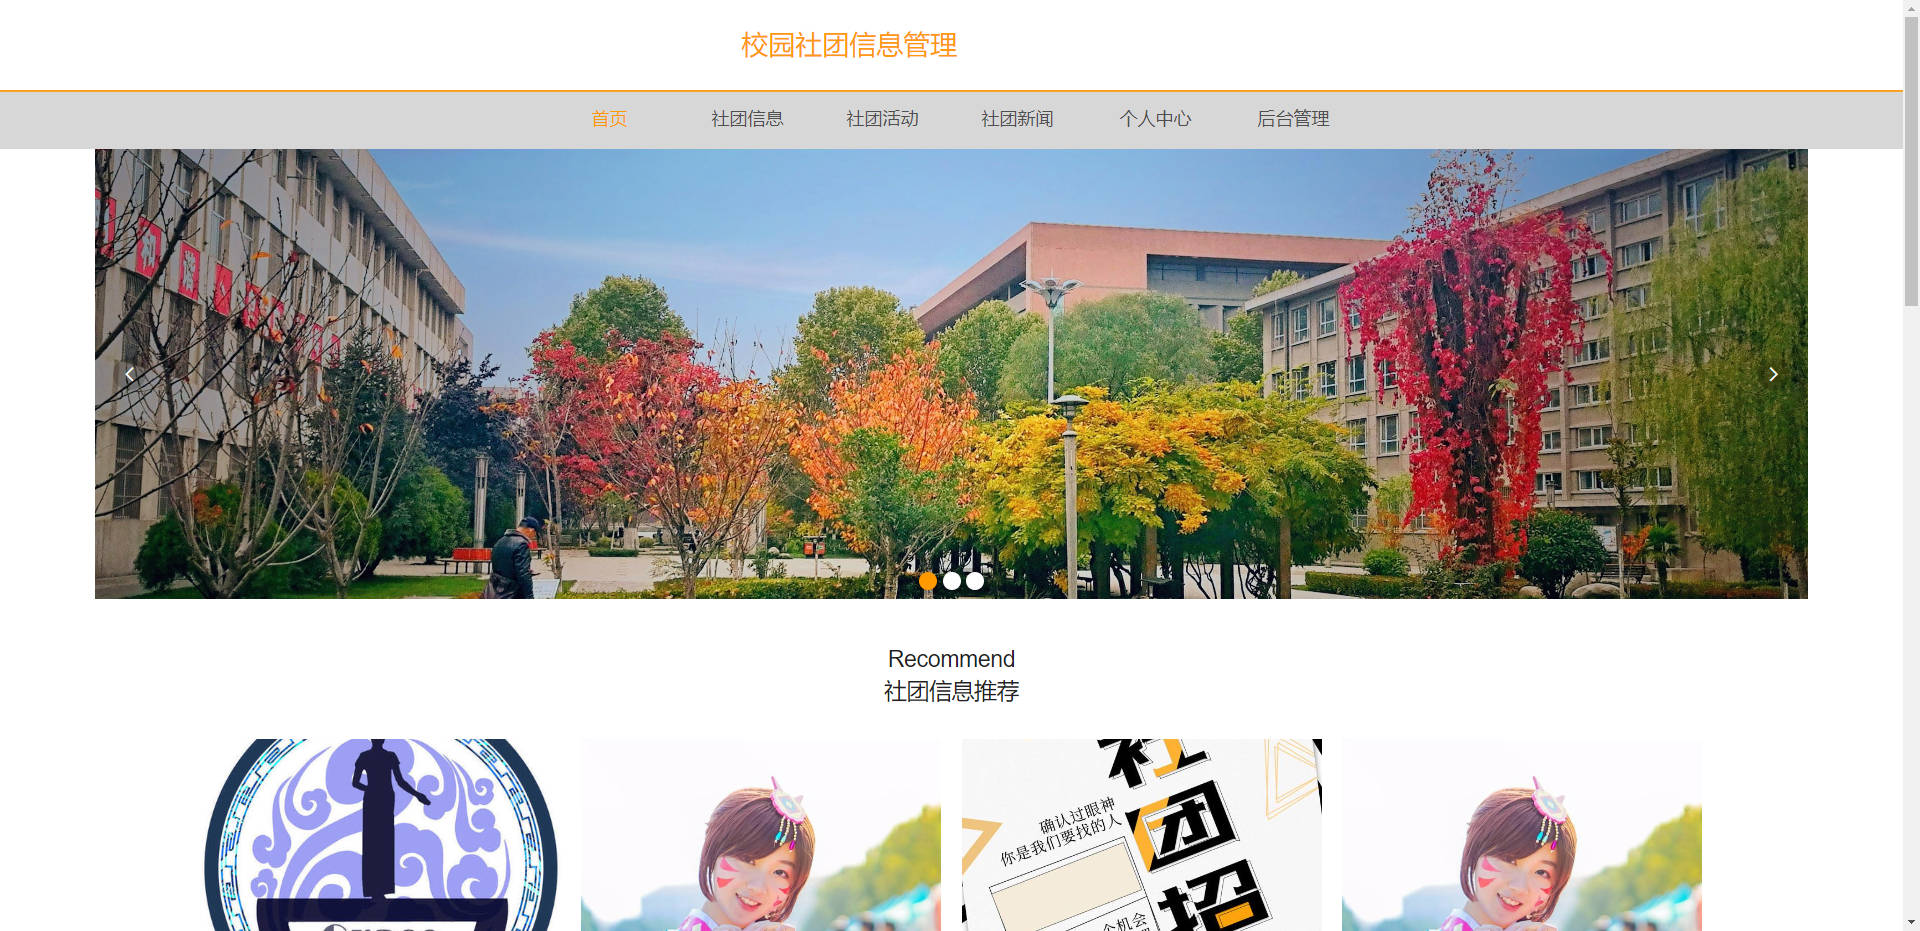 校园社团信息管理
首页
社团信息
社团活动
社团新闻
个人中心
后台管理
Recommend
社团信息推荐
社
团
招
确认过眼神
你是我们要找的人
个机会